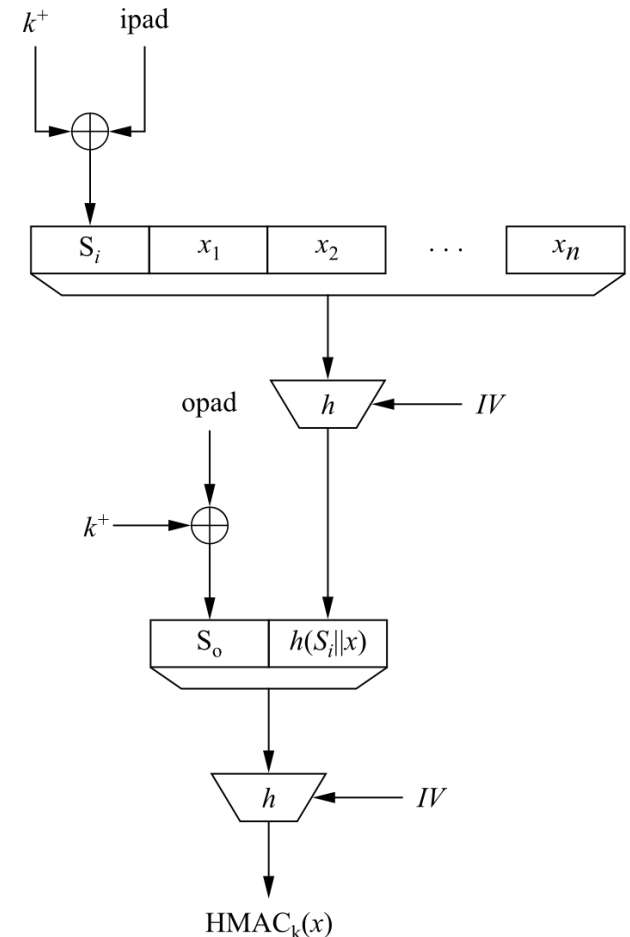 k⁺ ipad
Sᵢ x₁ x₂ . . . xₙ
h IV
opad
k⁺
Sₒ h(Sᵢ||x)
h IV
HMACₖ(x)